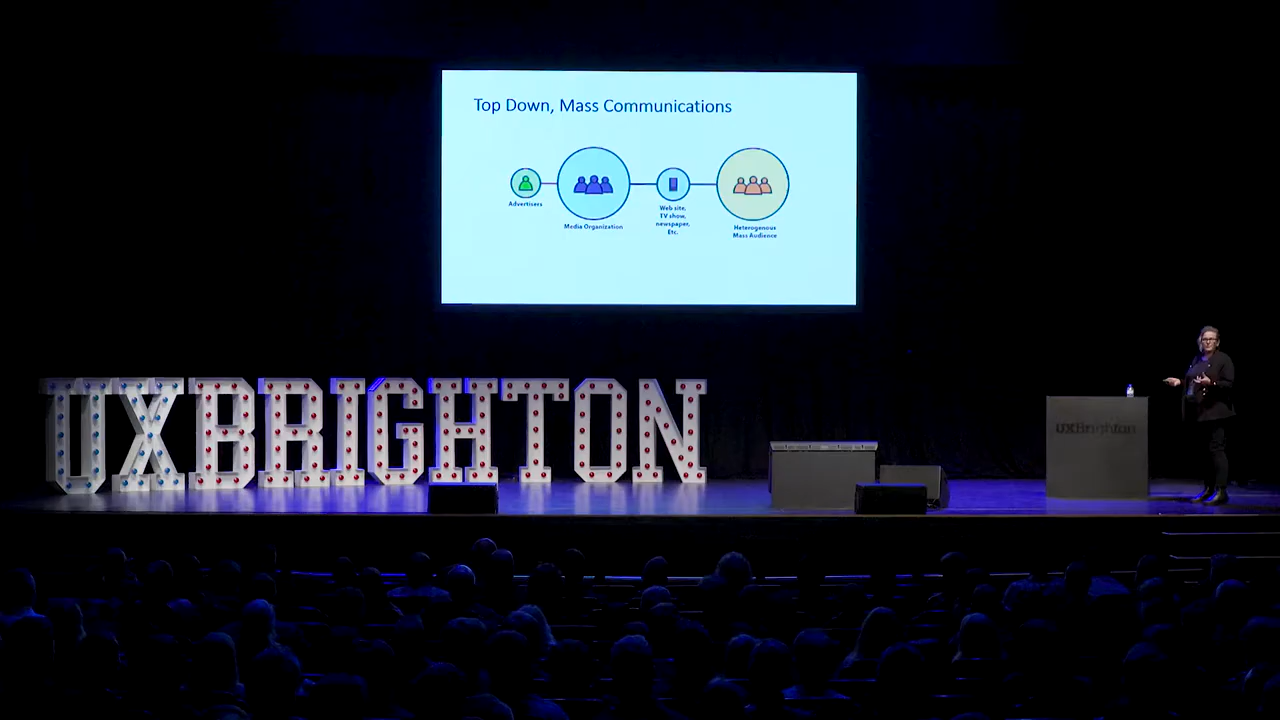 Top Down, Mass Communications
Advertisers
Media Organization
Web site,
TV show,
newspaper,
Etc.
Heterogenous
Mass Audience
UXBRIGHTON
UXBrighton